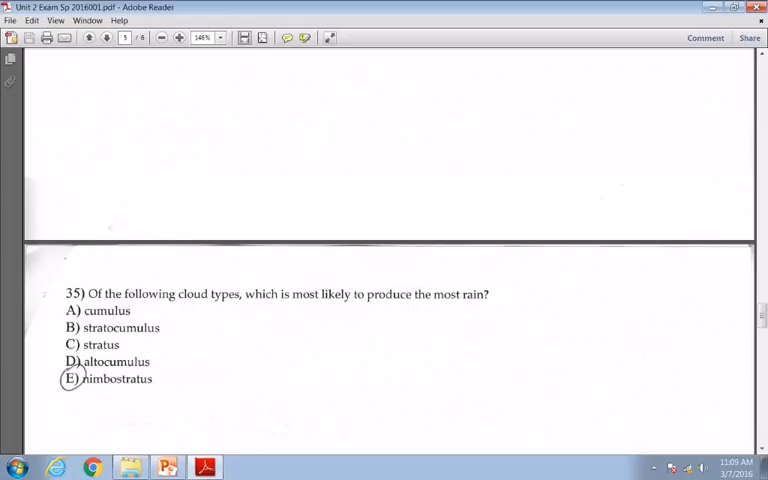 Unit 2 Exam Sp 2016001.pdf - Adobe Reader
File Edit View Window Help
5 / 6 146% Comment Share
35) Of the following cloud types, which is most likely to produce the most rain?
A) cumulus
B) stratocumulus
C) stratus
D) altocumulus
E) nimbostratus
11:09 AM
3/7/2016